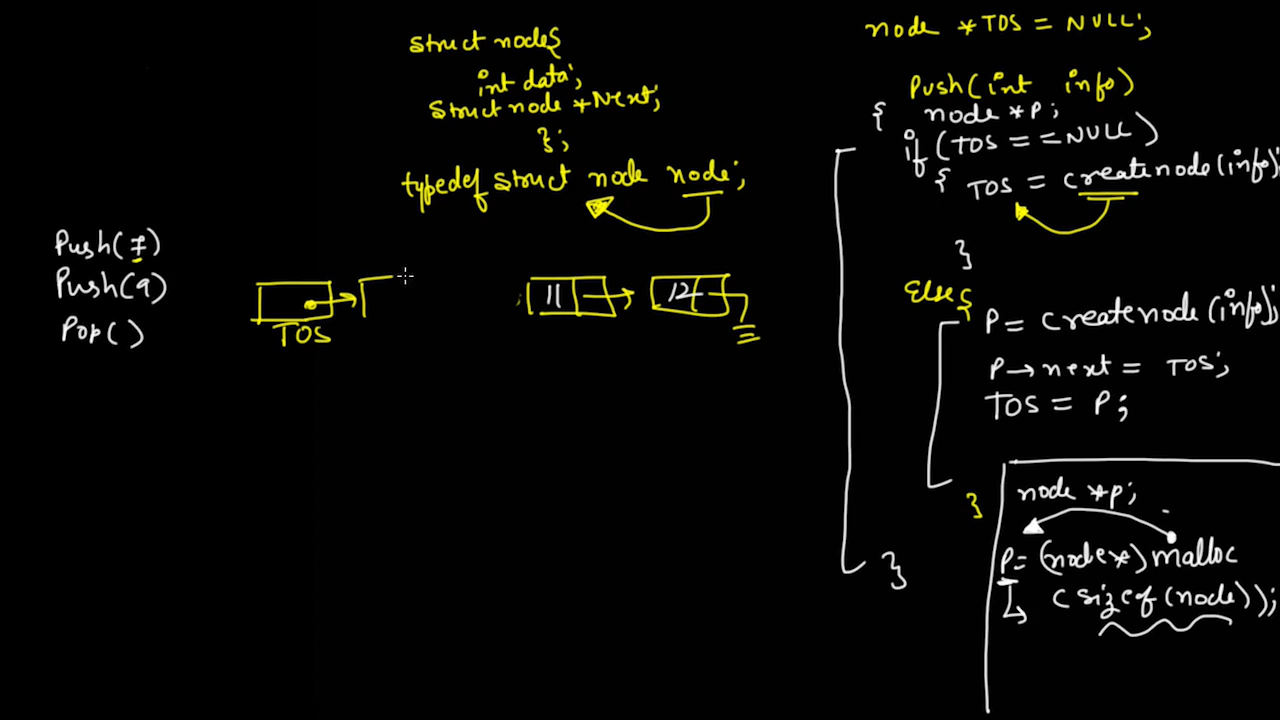 struct node{
int data;
struct node *Next;
};
typedef struct node node;
Push(7)
Push(9)
Pop()
TOS
11
12
node *TOS = NULL;
Push(int info)
{ node *P;
if (TOS == NULL)
{ TOS = createnode(info);
}
Else {
P = createnode(info);
P→next = TOS;
TOS = P;
}
}
node *p;
P = (node*) malloc
(sizeof(node));